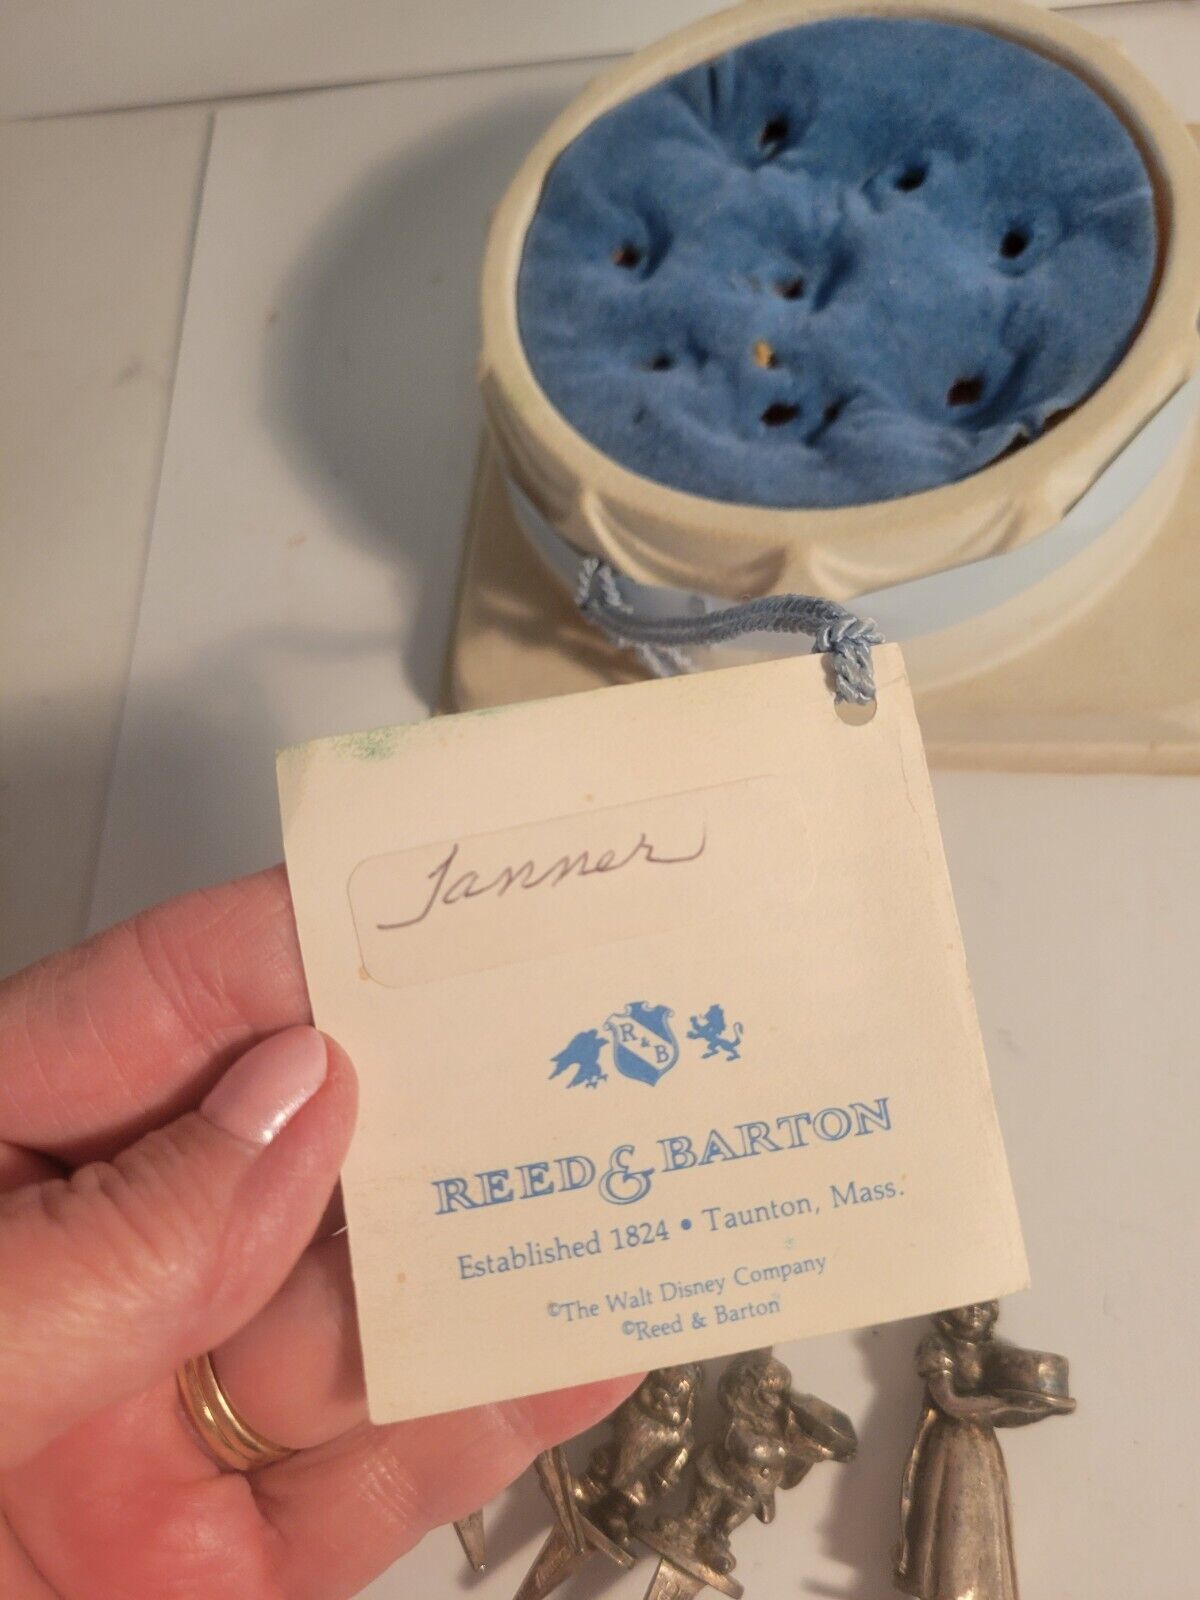 Tanner
R & B
REED & BARTON
Established 1824 • Taunton, Mass.
©The Walt Disney Company
©Reed & Barton